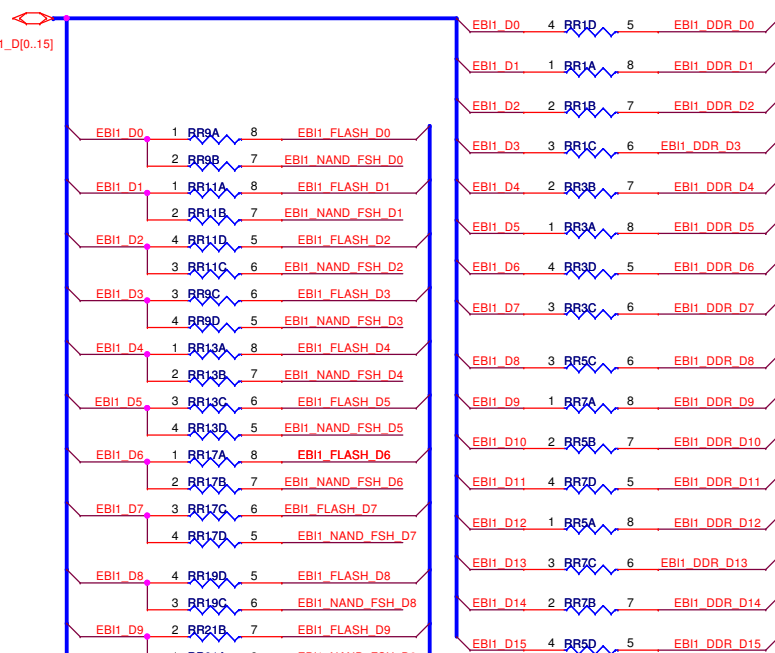 1_D[0..15]
EBI1_D0 1 RR9A 8 EBI1_FLASH_D0
2 RR9B 7 EBI1_NAND_FSH_D0
EBI1_D1 1 RR11A 8 EBI1_FLASH_D1
2 RR11B 7 EBI1_NAND_FSH_D1
EBI1_D2 4 RR11D 5 EBI1_FLASH_D2
3 RR11C 6 EBI1_NAND_FSH_D2
EBI1_D3 3 RR9C 6 EBI1_FLASH_D3
4 RR9D 5 EBI1_NAND_FSH_D3
EBI1_D4 1 RR13A 8 EBI1_FLASH_D4
2 RR13B 7 EBI1_NAND_FSH_D4
EBI1_D5 3 RR13C 6 EBI1_FLASH_D5
4 RR13D 5 EBI1_NAND_FSH_D5
EBI1_D6 1 RR17A 8 EBI1_FLASH_D6
2 RR17B 7 EBI1_NAND_FSH_D6
EBI1_D7 3 RR17C 6 EBI1_FLASH_D7
4 RR17D 5 EBI1_NAND_FSH_D7
EBI1_D8 4 RR19D 5 EBI1_FLASH_D8
3 RR19C 6 EBI1_NAND_FSH_D8
EBI1_D9 2 RR21B 7 EBI1_FLASH_D9
EBI1_D0 4 RR1D 5 EBI1_DDR_D0
EBI1_D1 1 RR1A 8 EBI1_DDR_D1
EBI1_D2 2 RR1B 7 EBI1_DDR_D2
EBI1_D3 3 RR1C 6 EBI1_DDR_D3
EBI1_D4 2 RR3B 7 EBI1_DDR_D4
EBI1_D5 1 RR3A 8 EBI1_DDR_D5
EBI1_D6 4 RR3D 5 EBI1_DDR_D6
EBI1_D7 3 RR3C 6 EBI1_DDR_D7
EBI1_D8 3 RR5C 6 EBI1_DDR_D8
EBI1_D9 1 RR7A 8 EBI1_DDR_D9
EBI1_D10 2 RR5B 7 EBI1_DDR_D10
EBI1_D11 4 RR7D 5 EBI1_DDR_D11
EBI1_D12 1 RR5A 8 EBI1_DDR_D12
EBI1_D13 3 RR7C 6 EBI1_DDR_D13
EBI1_D14 2 RR7B 7 EBI1_DDR_D14
EBI1_D15 4 RR5D 5 EBI1_DDR_D15